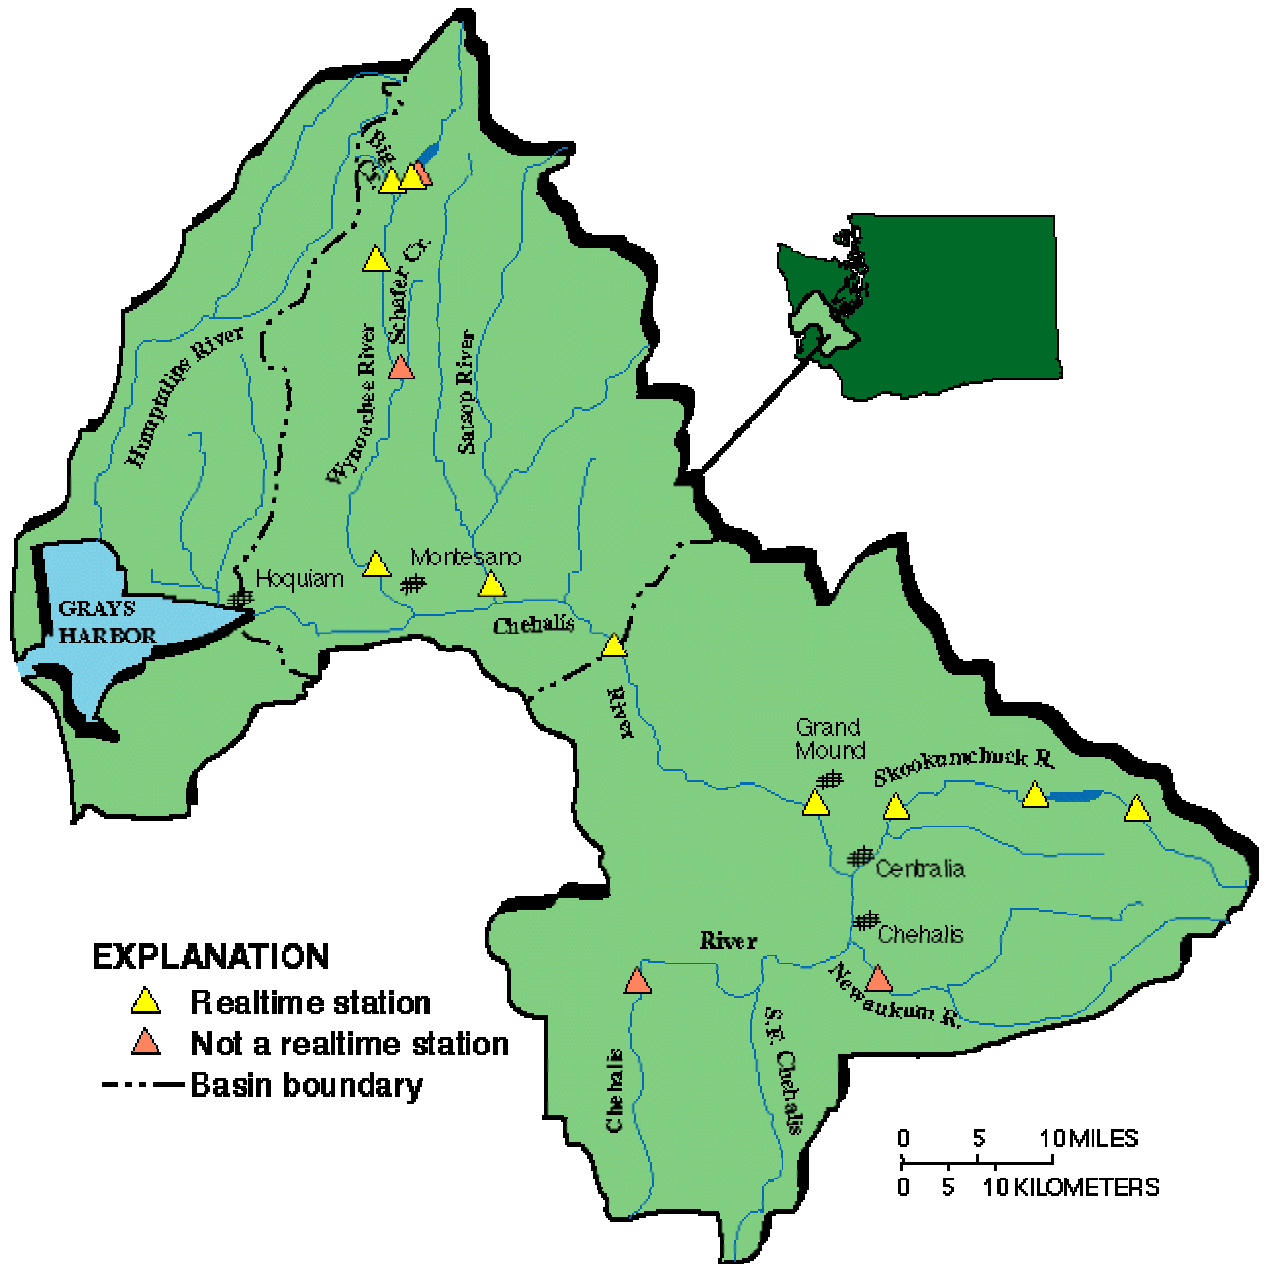 Big
Cr.
Schafer Cr.
Humptulips River
Wynoochee River
Satsop River
Montesano
Hoquiam
GRAYS
HARBOR
Chehalis
River
Grand
Mound
Skookumchuck R.
Centralia
Chehalis
River
Newaukum R.
S.F. Chehalis
Chehalis
EXPLANATION
Realtime station
Not a realtime station
Basin boundary
0 5 10 MILES
0 5 10 KILOMETERS